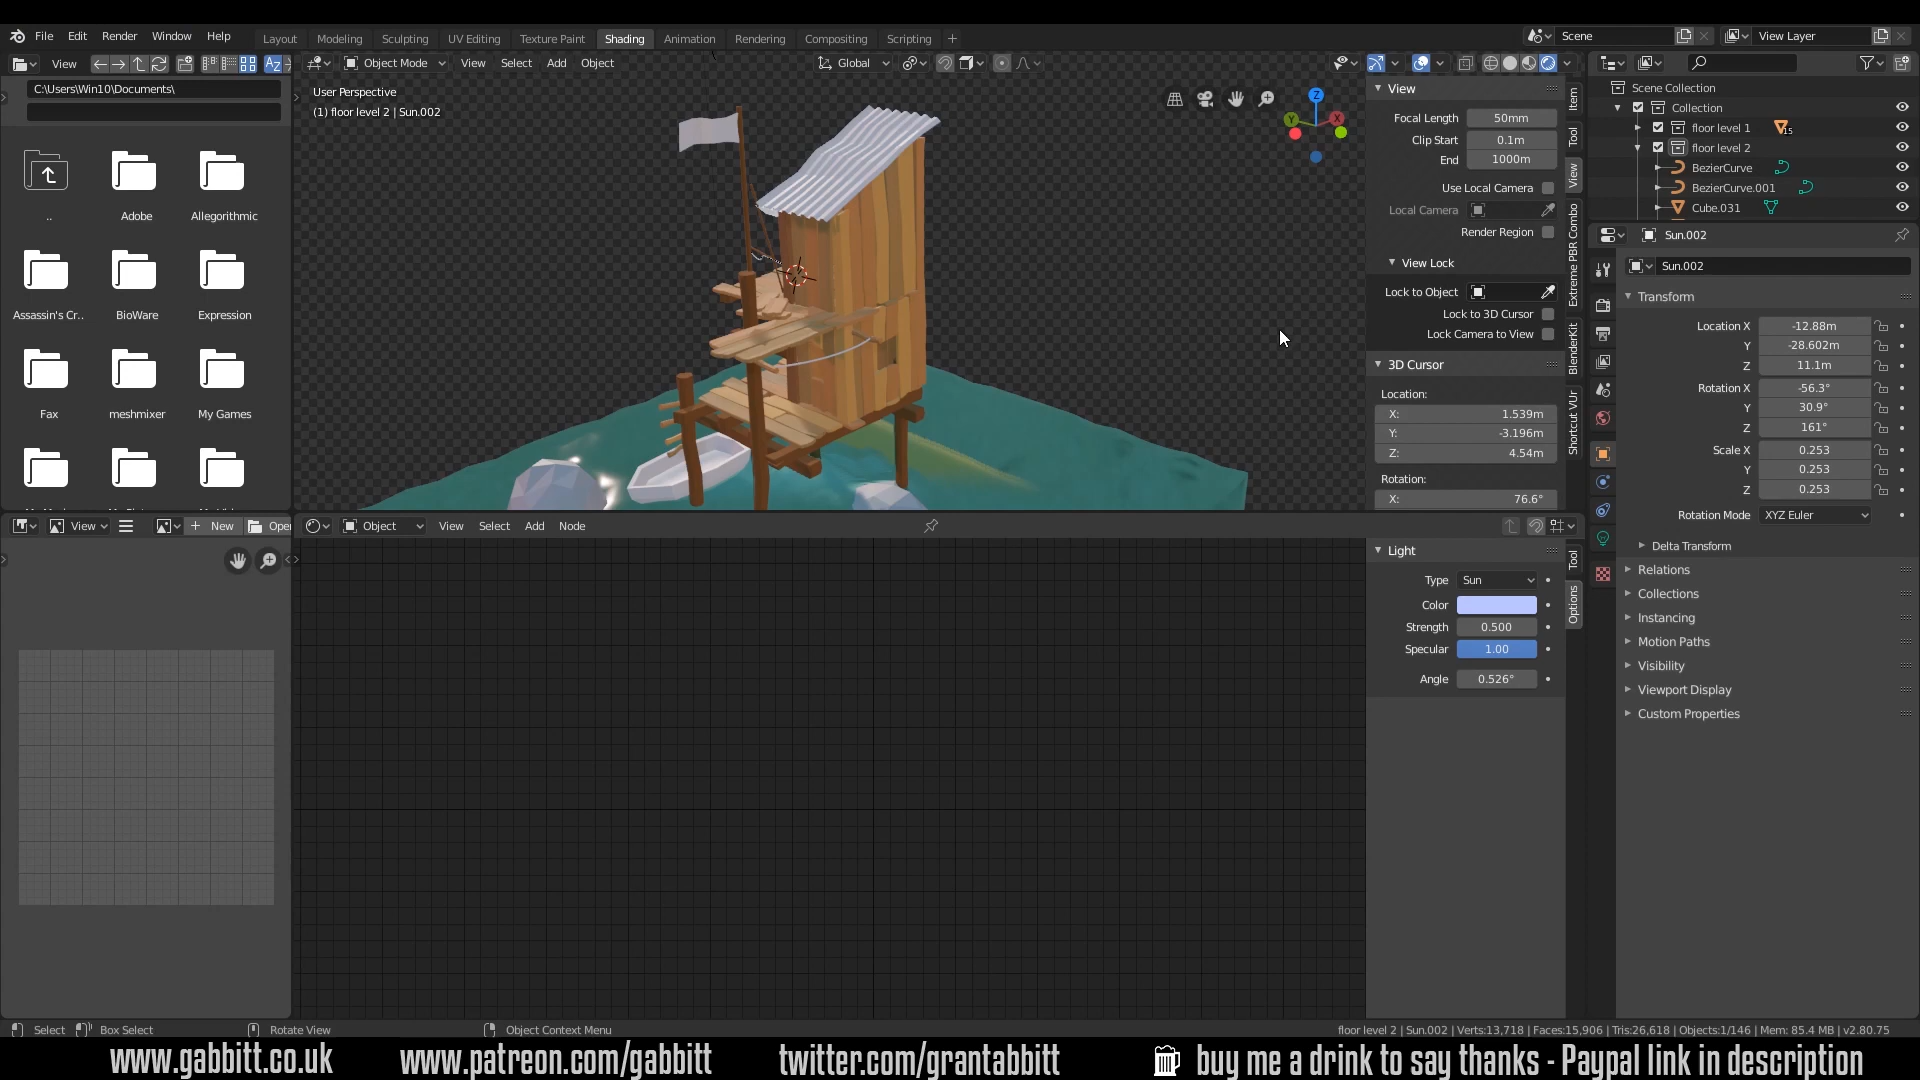 File Edit Render Window Help
Layout Modeling Sculpting UV Editing Texture Paint Shading Animation Rendering Compositing Scripting
Scene
View Layer
View
Object Mode View Select Add Object
Global
C:\Users\Win10\Documents\
..
Adobe
Allegorithmic
Assassin's Cr..
BioWare
Expression
Fax
meshmixer
My Games
User Perspective
(1) floor level 2 | Sun.002
Z
Y
X
View
Focal Length 50mm
Clip Start 0.1m
End 1000m
Use Local Camera
Local Camera
Render Region
View Lock
Lock to Object
Lock to 3D Cursor
Lock Camera to View
3D Cursor
Location:
X: 1.539m
Y: -3.196m
Z: 4.54m
Rotation:
X: 76.6°
Item
Tool
View
Extreme PBR Combo
BlenderKit
Shortcut VUr
Scene Collection
Collection
floor level 1 15
floor level 2
BezierCurve
BezierCurve.001
Cube.031
Sun.002
Sun.002
Transform
Location X -12.88m
Y -28.602m
Z 11.1m
Rotation X -56.3°
Y 30.9°
Z 161°
Scale X 0.253
Y 0.253
Z 0.253
Rotation Mode XYZ Euler
Delta Transform
Relations
Collections
Instancing
Motion Paths
Visibility
Viewport Display
Custom Properties
View
New
Open
Object View Select Add Node
Light
Type Sun
Color
Strength 0.500
Specular 1.00
Angle 0.526°
Tool
Options
Select Box Select Rotate View Object Context Menu
floor level 2 | Sun.002 | Verts:13,718 | Faces:15,906 | Tris:26,618 | Objects:1/146 | Mem: 85.4 MB | v2.80.75
www.gabbitt.co.uk www.patreon.com/gabbitt twitter.com/grantabbitt buy me a drink to say thanks - Paypal link in description